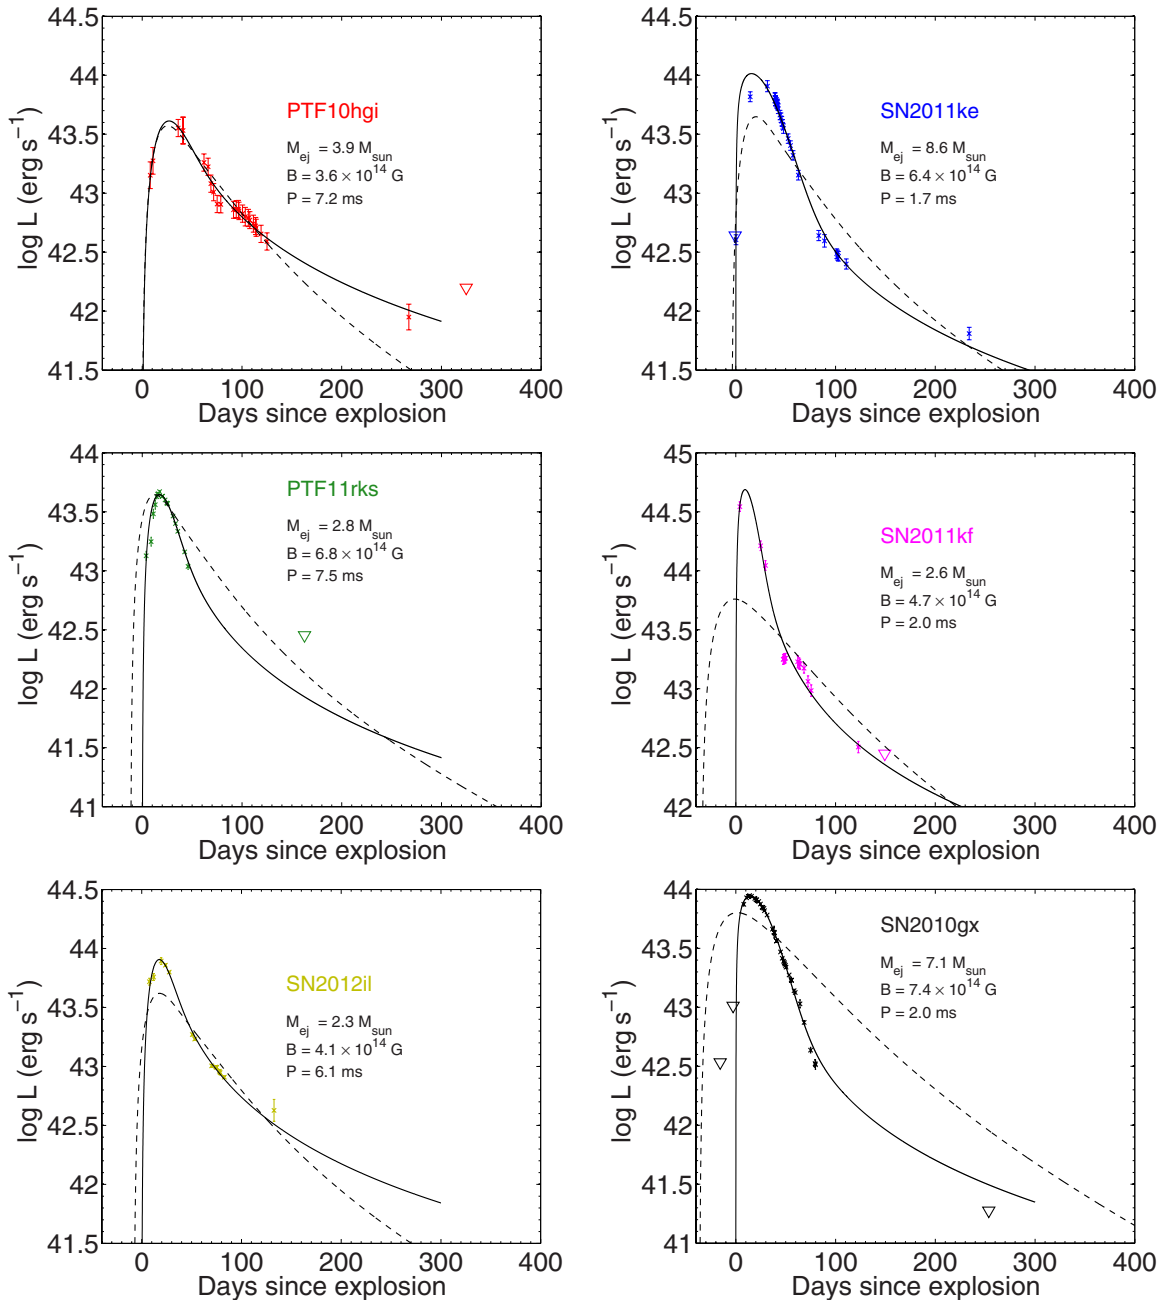 44.5
44
43.5
43
42.5
42
41.5
log L (erg s⁻¹)
PTF10hgi
M_ej = 3.9 M_sun
B = 3.6 × 10¹⁴ G
P = 7.2 ms
0 100 200 300 400
Days since explosion
44.5
44
43.5
43
42.5
42
41.5
log L (erg s⁻¹)
SN2011ke
M_ej = 8.6 M_sun
B = 6.4 × 10¹⁴ G
P = 1.7 ms
0 100 200 300 400
Days since explosion
44
43.5
43
42.5
42
41.5
41
log L (erg s⁻¹)
PTF11rks
M_ej = 2.8 M_sun
B = 6.8 × 10¹⁴ G
P = 7.5 ms
0 100 200 300 400
Days since explosion
45
44.5
44
43.5
43
42.5
42
log L (erg s⁻¹)
SN2011kf
M_ej = 2.6 M_sun
B = 4.7 × 10¹⁴ G
P = 2.0 ms
0 100 200 300 400
Days since explosion
44.5
44
43.5
43
42.5
42
41.5
log L (erg s⁻¹)
SN2012il
M_ej = 2.3 M_sun
B = 4.1 × 10¹⁴ G
P = 6.1 ms
0 100 200 300 400
Days since explosion
44
43.5
43
42.5
42
41.5
41
log L (erg s⁻¹)
SN2010gx
M_ej = 7.1 M_sun
B = 7.4 × 10¹⁴ G
P = 2.0 ms
0 100 200 300 400
Days since explosion